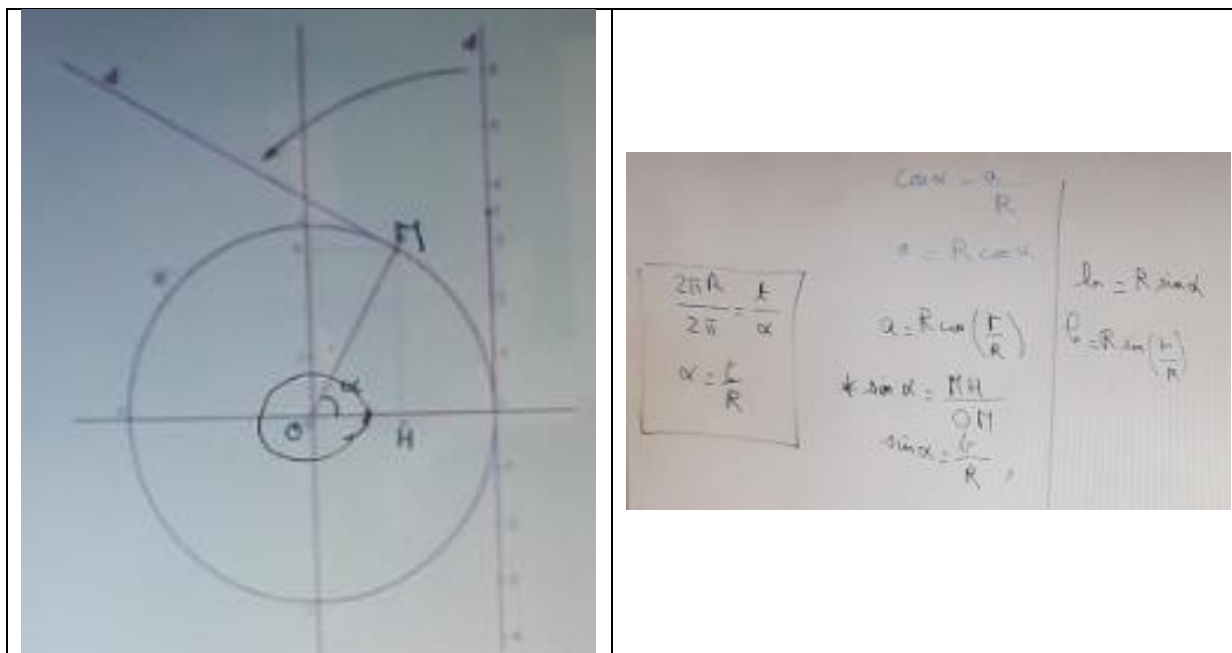 M
α
O
H
2πR / 2π = t / α
α = t / R
cos α = a / R
a = R cos α
a = R cos (t / R)
* sin α = MH / OM
sin α = b / R
b = R sin α
b = R sin (t / R)